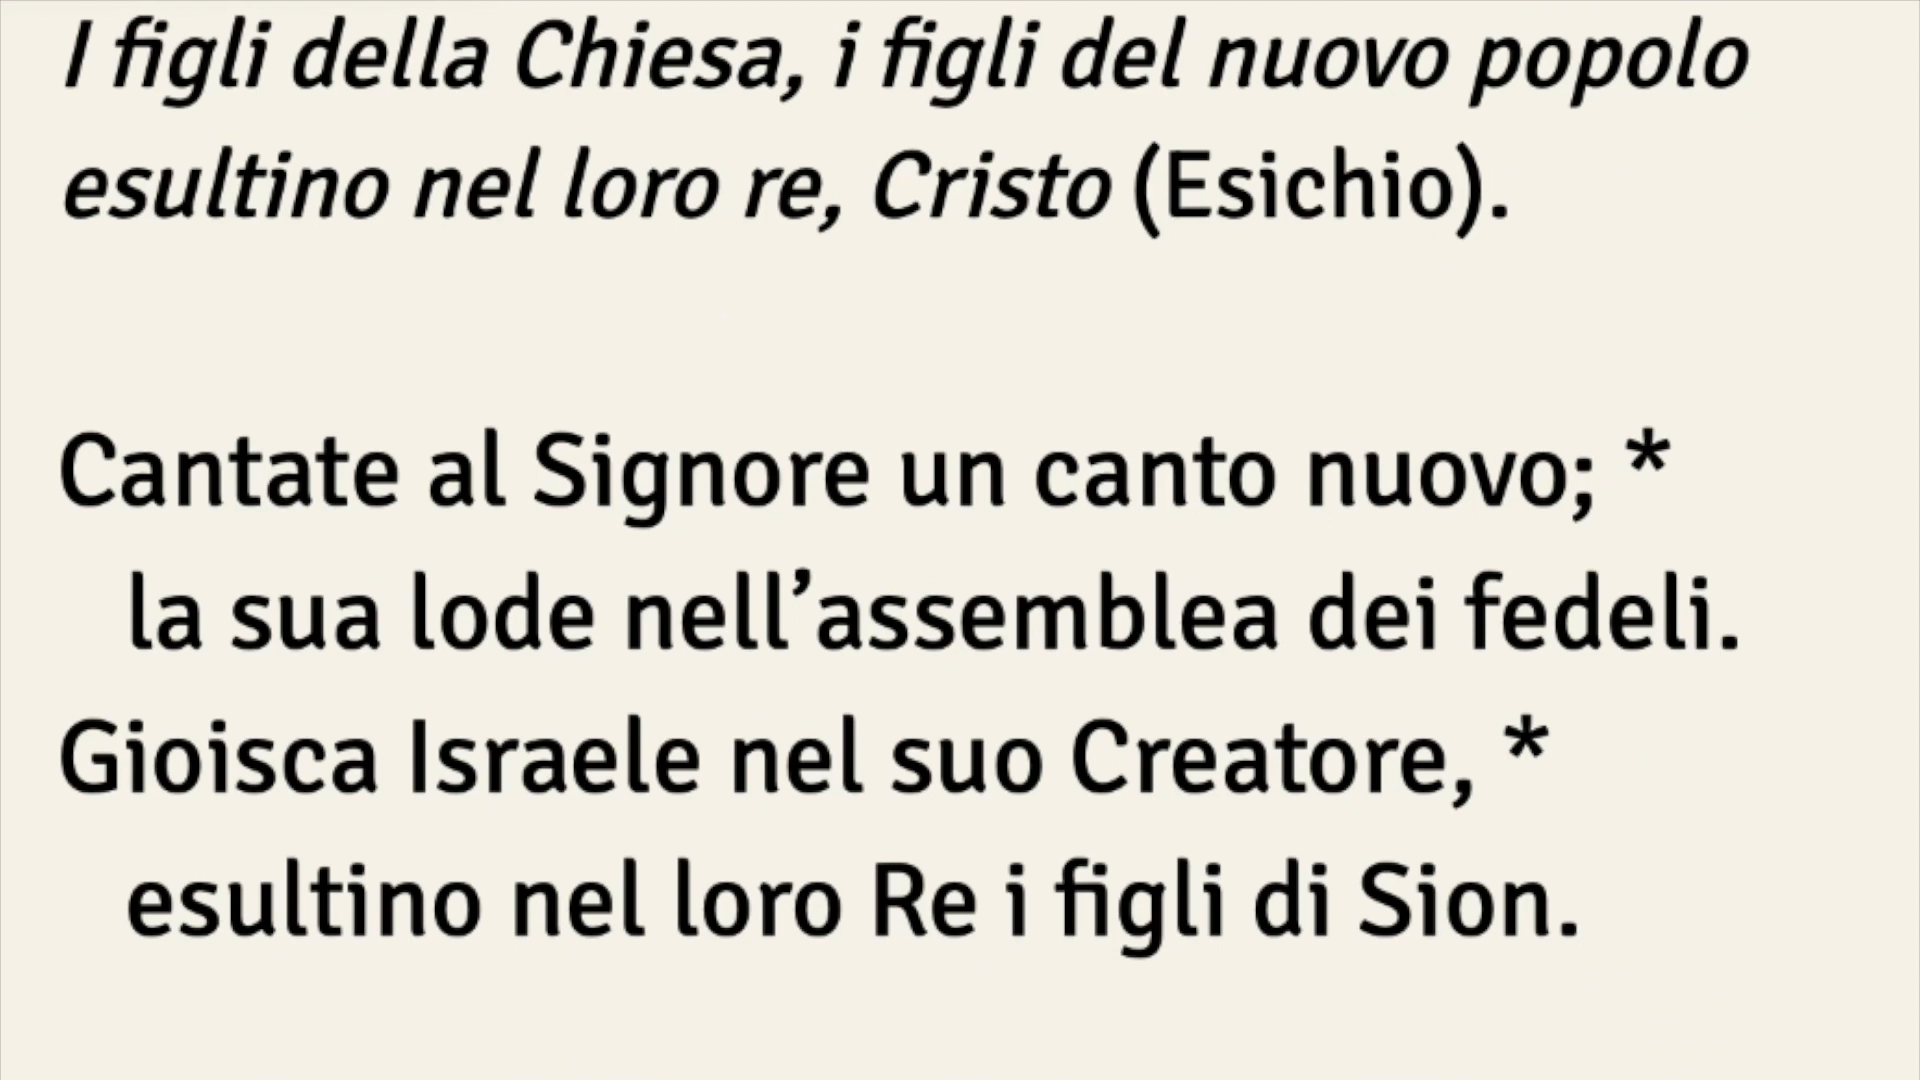 I figli della Chiesa, i figli del nuovo popolo
esultino nel loro re, Cristo (Esichio).
Cantate al Signore un canto nuovo; *
la sua lode nell’assemblea dei fedeli.
Gioisca Israele nel suo Creatore, *
esultino nel loro Re i figli di Sion.